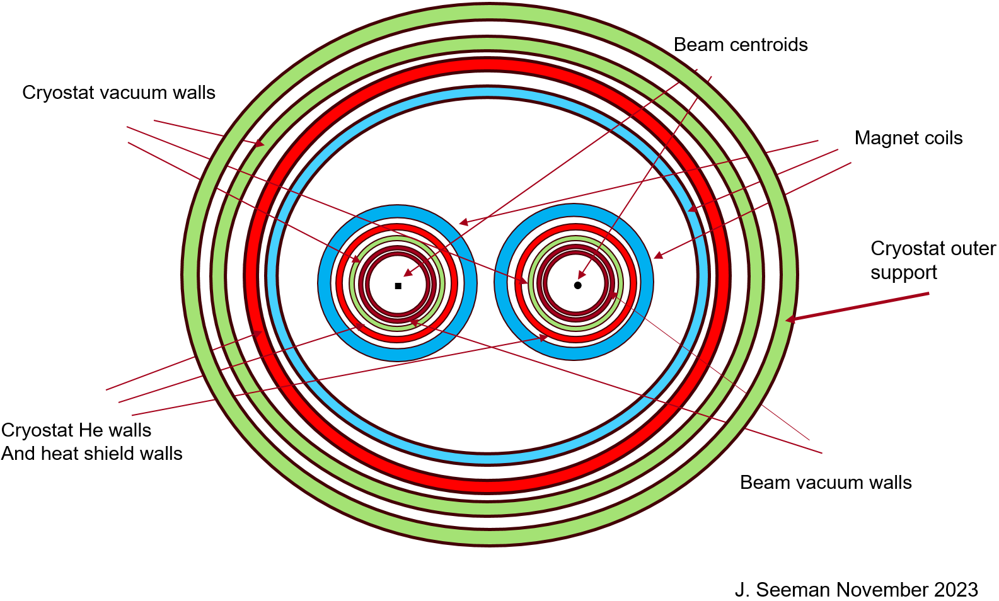 Beam centroids
Cryostat vacuum walls
Magnet coils
Cryostat outer
support
Cryostat He walls
And heat shield walls
Beam vacuum walls
J. Seeman November 2023